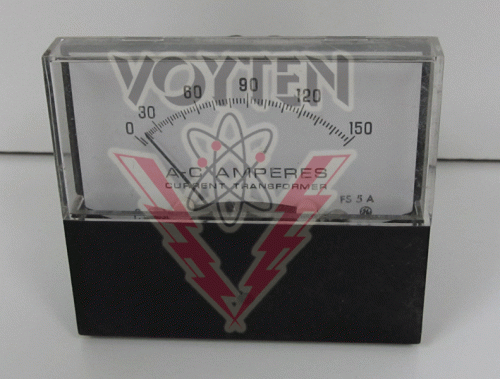 VOYTEN
0 30 60 90 120 150
A-C AMPERES
CURRENT TRANSFORMER
FS 5 A
®